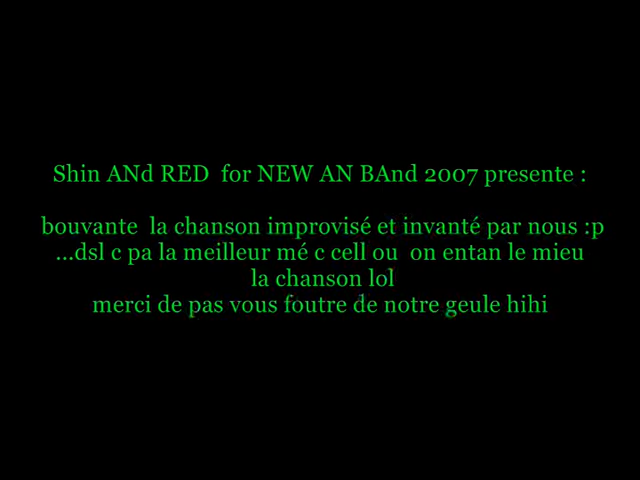 Shin ANd RED  for NEW AN BAnd 2007 presente :
bouvante  la chanson improvisé et invanté par nous :p
...dsl c pa la meilleur mé c cell ou  on entan le mieu
la chanson lol
merci de pas vous foutre de notre geule hihi